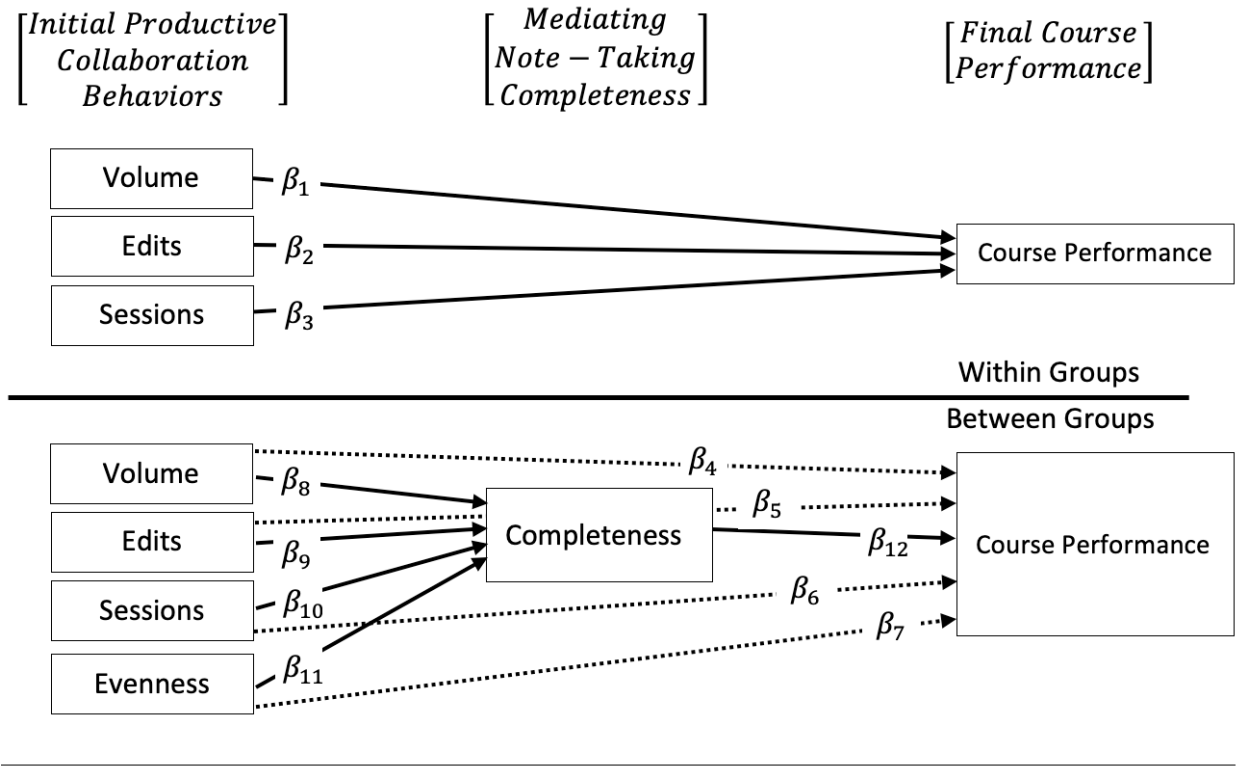 Initial Productive
Collaboration
Behaviors
Mediating
Note – Taking
Completeness
Final Course
Performance
Volume
β1
Edits
β2
Sessions
β3
Course Performance
Within Groups
Between Groups
Volume
β4
β8
Completeness
β5
Edits
β9
β12
Course Performance
Sessions
β10
β6
β7
Evenness
β11